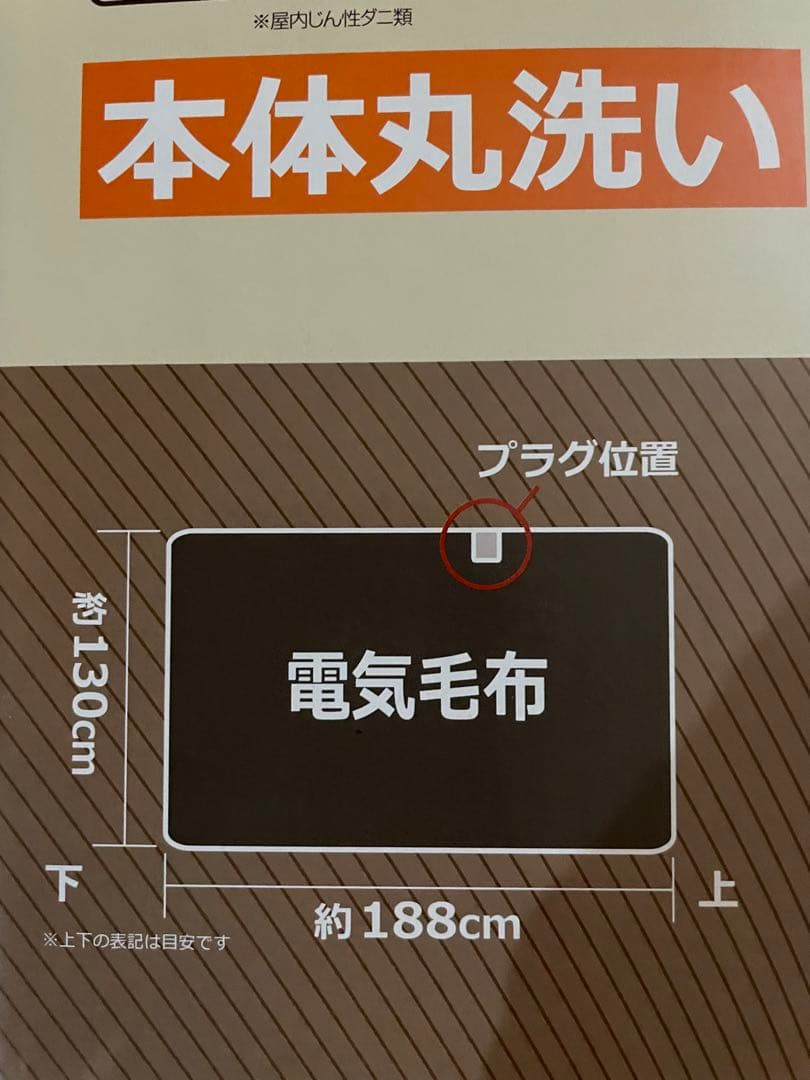 ※屋内じん性ダニ類
本体丸洗い
プラグ位置
約130cm
電気毛布
下
上
約188cm
※上下の表記は目安です